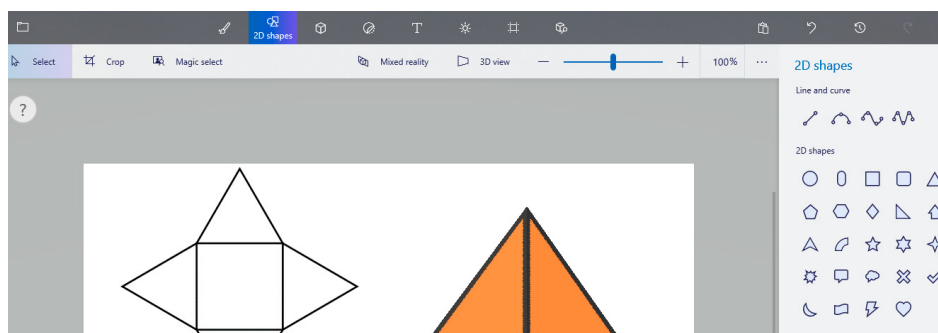 2D shapes
Select Crop Magic select Mixed reality 3D view 100% ...
2D shapes
Line and curve
2D shapes
?